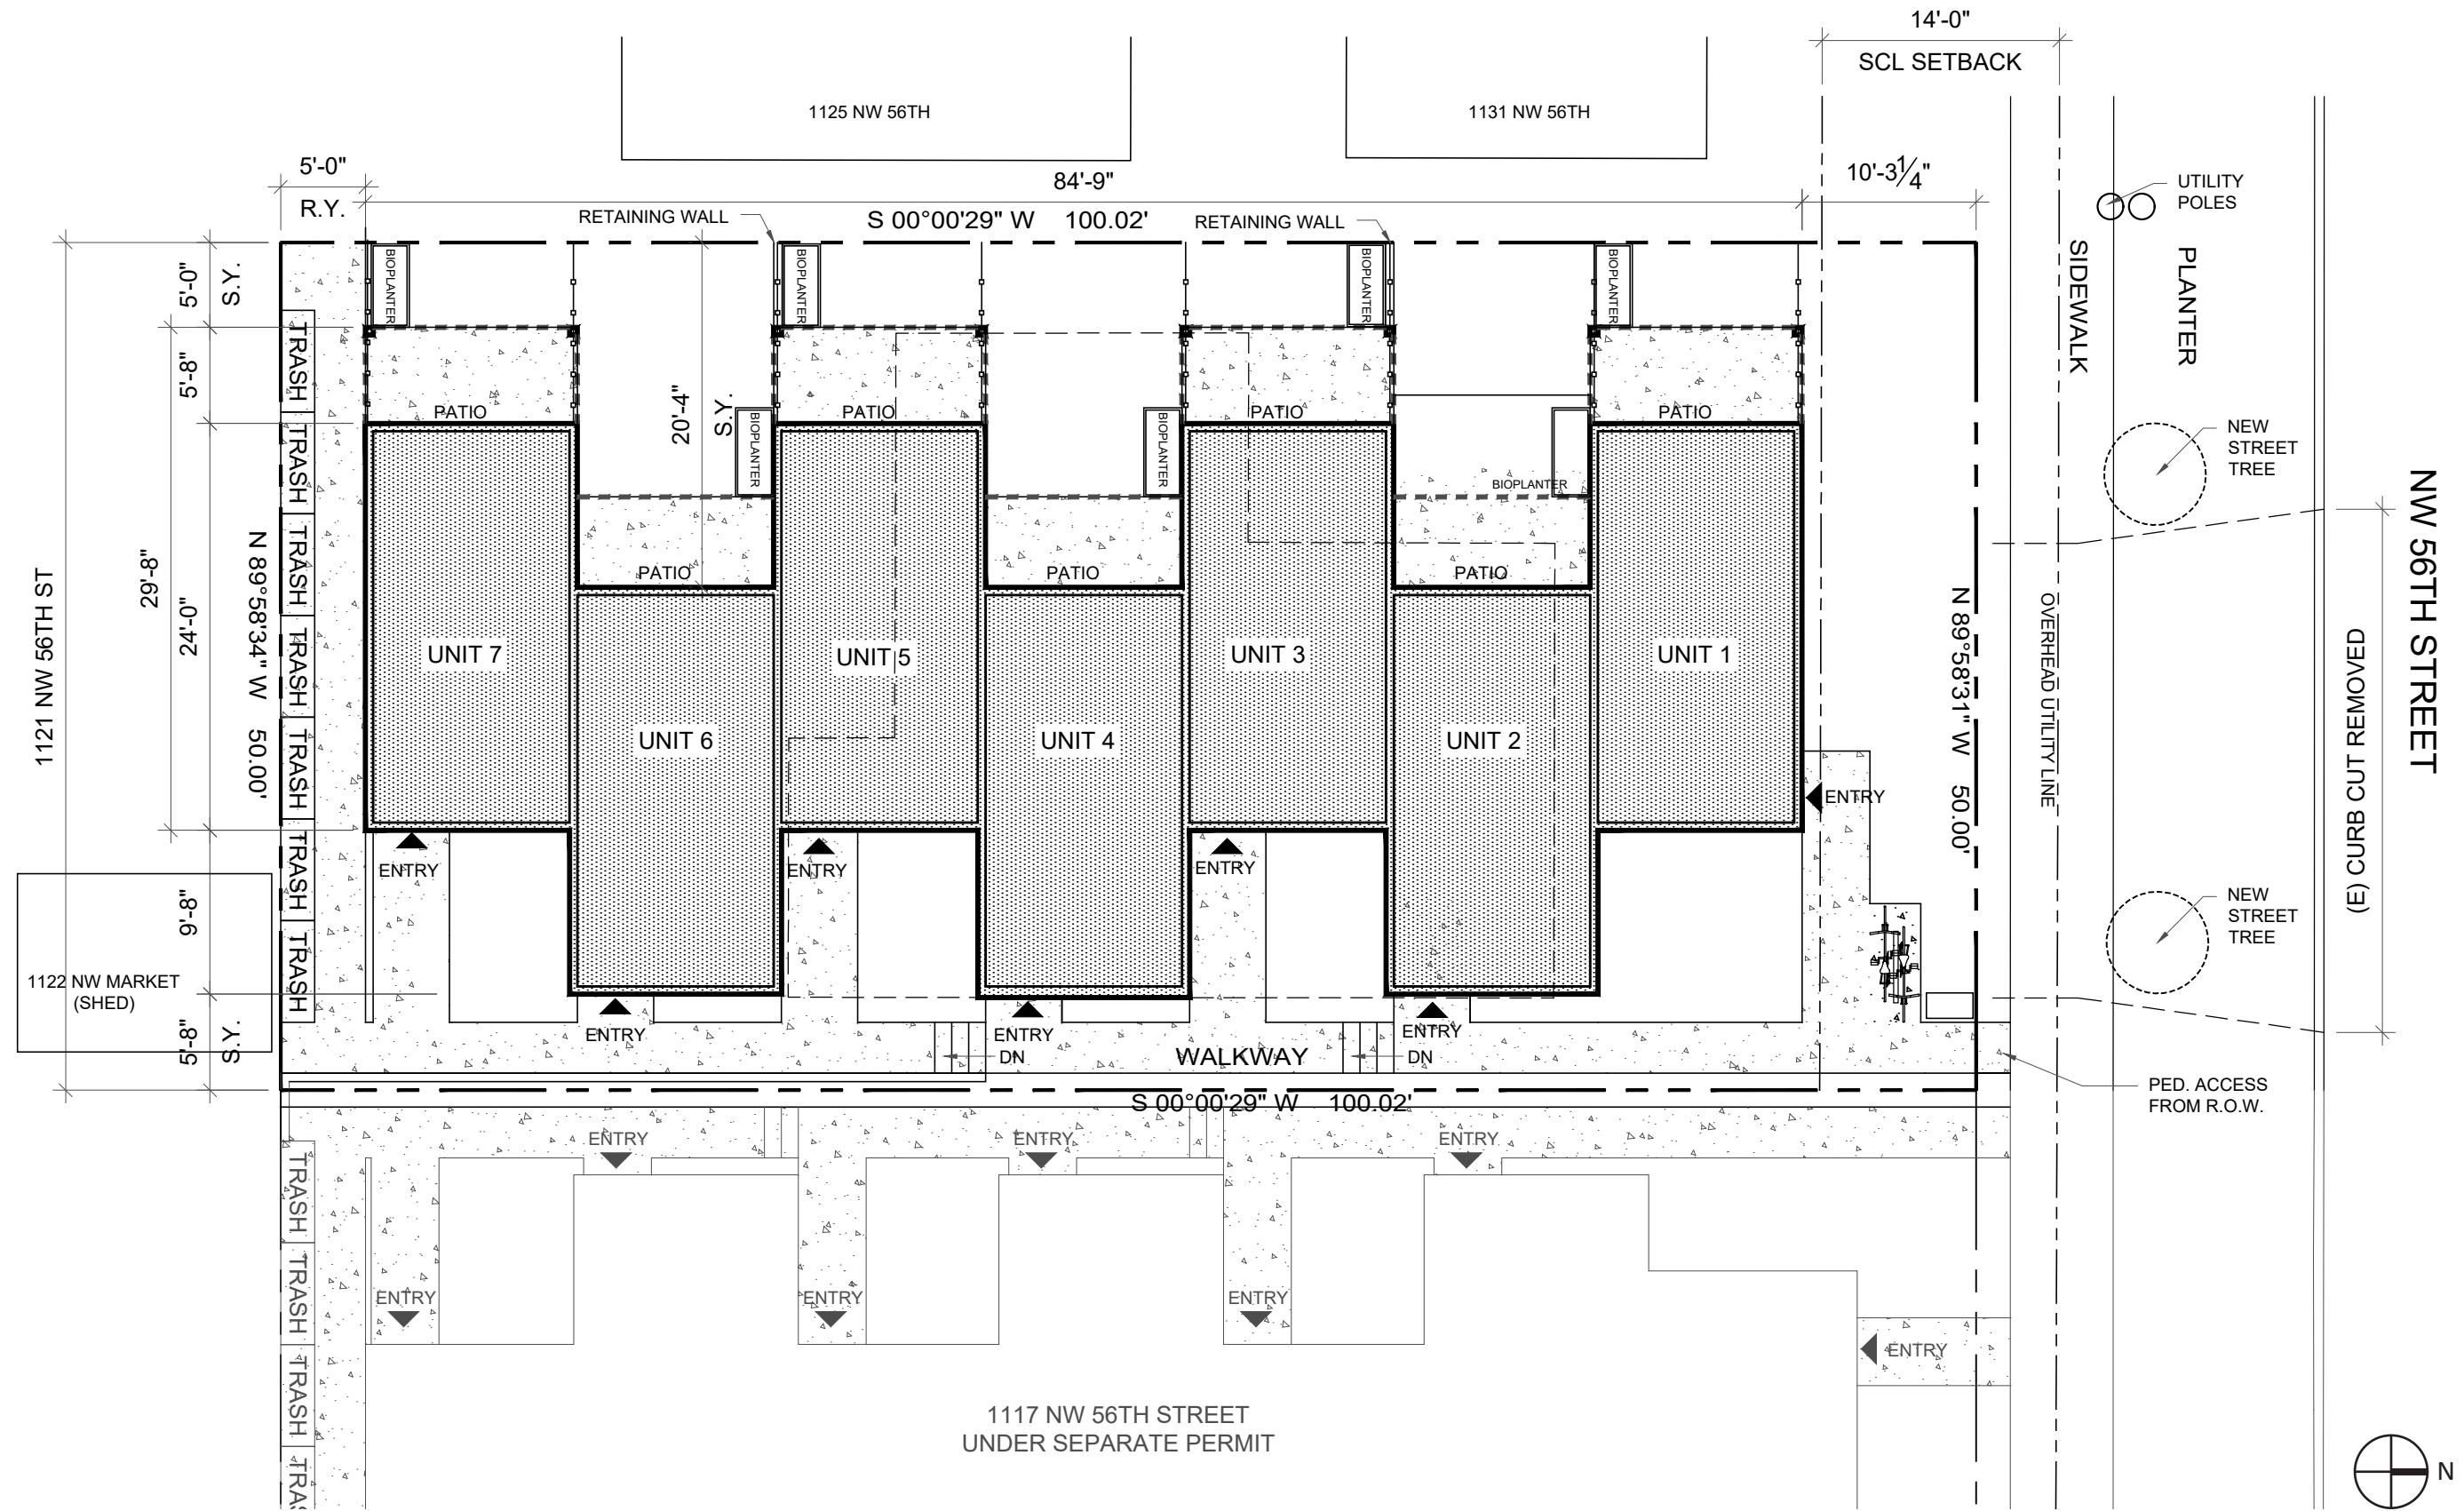 14'-0"
SCL SETBACK
1125 NW 56TH
1131 NW 56TH
5'-0"
R.Y.
84'-9"
10'-3 1/4"
UTILITY
POLES
RETAINING WALL
S 00°00'29" W 100.02'
RETAINING WALL
SIDEWALK
PLANTER
5'-0"
S.Y.
BIOPLANTER
BIOPLANTER
BIOPLANTER
BIOPLANTER
5'-8"
20'-4"
S.Y.
PATIO
PATIO
PATIO
PATIO
BIOPLANTER
BIOPLANTER
BIOPLANTER
NEW
STREET
TREE
PATIO
PATIO
PATIO
1121 NW 56TH ST
29'-8"
24'-0"
N 89°58'34" W 50.00'
TRASH
TRASH
TRASH
TRASH
TRASH
TRASH
TRASH
UNIT 7
UNIT 6
UNIT 5
UNIT 4
UNIT 3
UNIT 2
UNIT 1
N 89°58'31" W 50.00'
OVERHEAD UTILITY LINE
(E) CURB CUT REMOVED
NW 56TH STREET
ENTRY
ENTRY
ENTRY
ENTRY
9'-8"
NEW
STREET
TREE
1122 NW MARKET
(SHED)
5'-8"
S.Y.
ENTRY
ENTRY
ENTRY
DN
WALKWAY
DN
PED. ACCESS
FROM R.O.W.
S 00°00'29" W 100.02'
ENTRY
ENTRY
ENTRY
TRASH
TRASH
TRASH
TRAS
ENTRY
ENTRY
ENTRY
ENTRY
1117 NW 56TH STREET
UNDER SEPARATE PERMIT
N